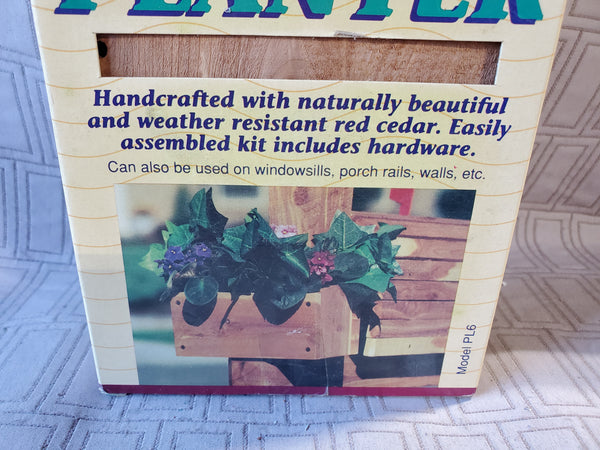 PLANTER
Handcrafted with naturally beautiful
and weather resistant red cedar. Easily
assembled kit includes hardware.
Can also be used on windowsills, porch rails, walls, etc.
Model PL6